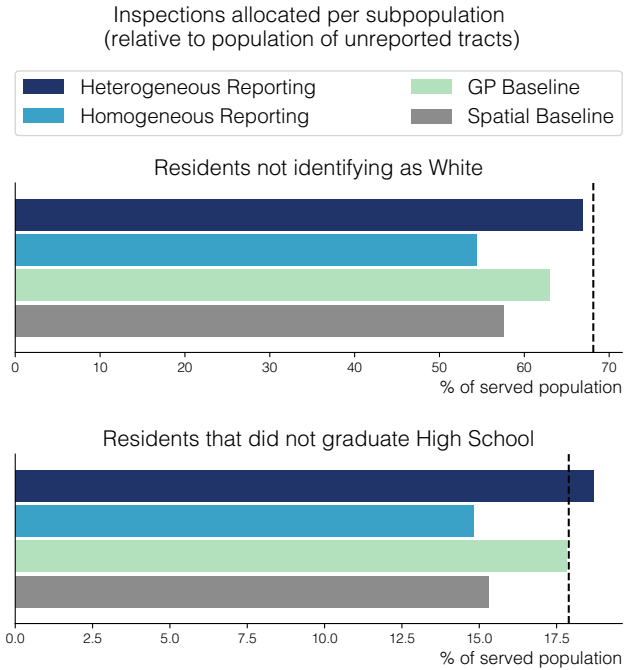 Inspections allocated per subpopulation
(relative to population of unreported tracts)
Heterogeneous Reporting
GP Baseline
Homogeneous Reporting
Spatial Baseline
Residents not identifying as White
0 10 20 30 40 50 60 70
% of served population
Residents that did not graduate High School
0.0 2.5 5.0 7.5 10.0 12.5 15.0 17.5
% of served population